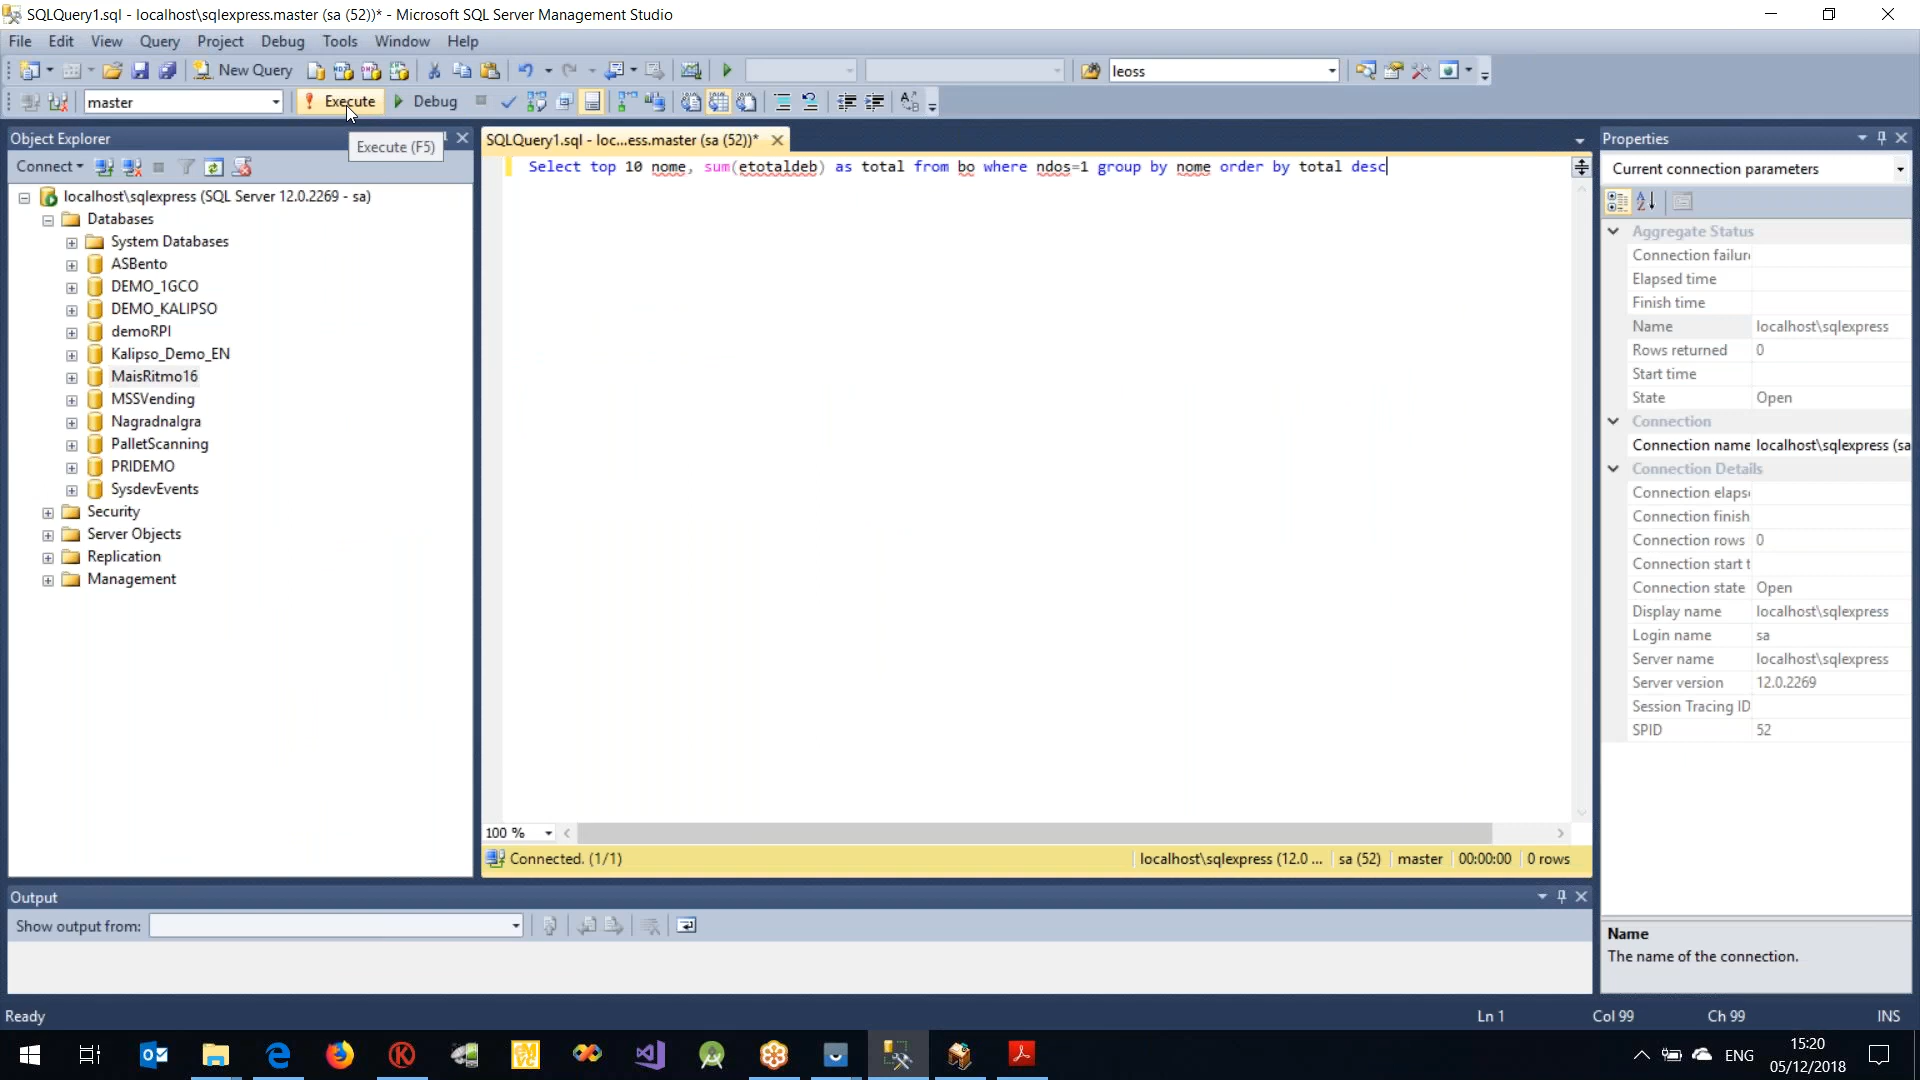 SQLQuery1.sql - localhost\sqlexpress.master (sa (52))* - Microsoft SQL Server Management Studio
File Edit View Query Project Debug Tools Window Help
New Query leoss
master Execute Debug
Execute (F5)
Object Explorer
Connect
localhost\sqlexpress (SQL Server 12.0.2269 - sa)
Databases
System Databases
ASBento
DEMO_1GCO
DEMO_KALIPSO
demoRPI
Kalipso_Demo_EN
MaisRitmo16
MSSVending
Nagradnalgra
PalletScanning
PRIDEMO
SysdevEvents
Security
Server Objects
Replication
Management
SQLQuery1.sql - loc...ess.master (sa (52))*
Select top 10 nome, sum(etotaldeb) as total from bo where ndos=1 group by nome order by total desc
100 %
Connected. (1/1) localhost\sqlexpress (12.0 ... sa (52) master 00:00:00 0 rows
Properties
Current connection parameters
Aggregate Status
Connection failur
Elapsed time
Finish time
Name localhost\sqlexpress
Rows returned 0
Start time
State Open
Connection
Connection name localhost\sqlexpress (sa
Connection Details
Connection elaps
Connection finish
Connection rows 0
Connection start t
Connection state Open
Display name localhost\sqlexpress
Login name sa
Server name localhost\sqlexpress
Server version 12.0.2269
Session Tracing ID
SPID 52
Name
The name of the connection.
Output
Show output from:
Ready Ln 1 Col 99 Ch 99 INS
ENG 15:20
05/12/2018